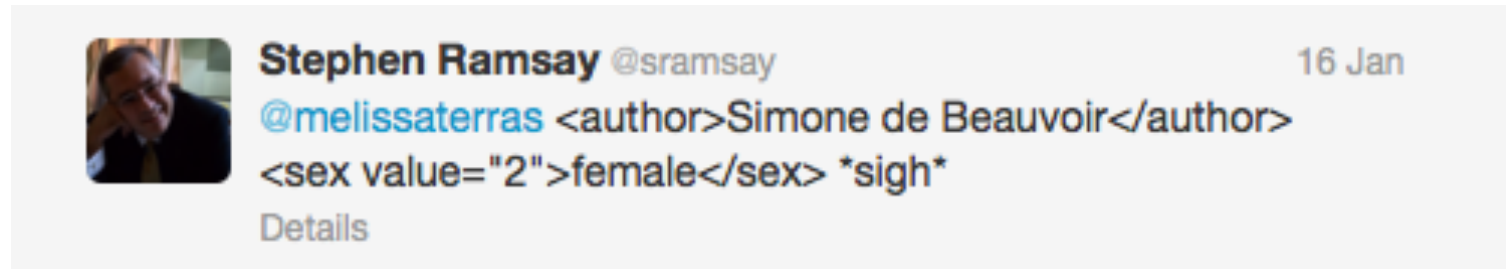 Stephen Ramsay @sramsay 16 Jan
@melissaterras <author>Simone de Beauvoir</author>
<sex value="2">female</sex> *sigh*
Details